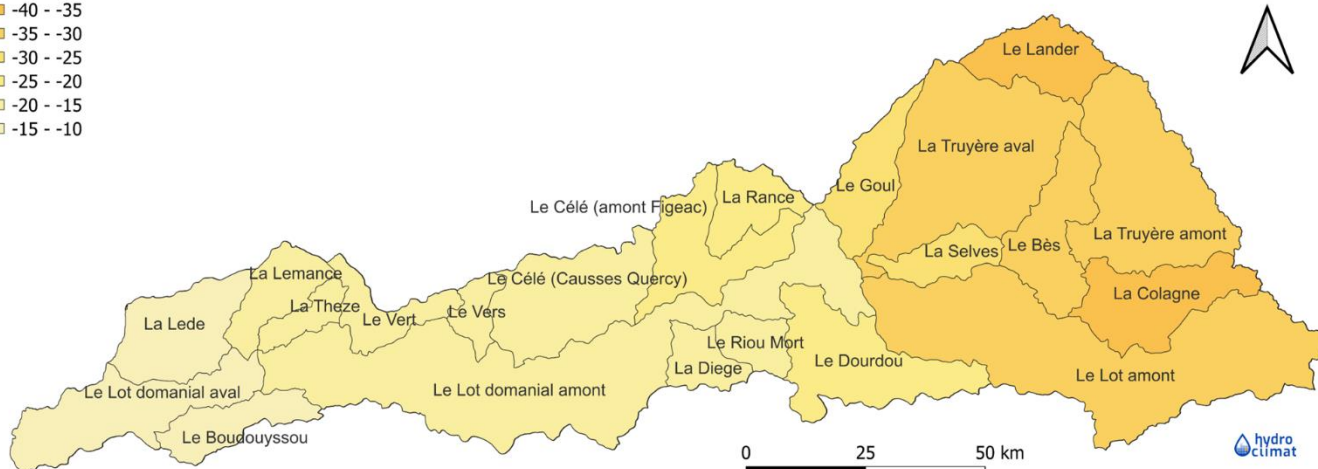 -40 - -35
-35 - -30
-30 - -25
-25 - -20
-20 - -15
-15 - -10
Le Lander
La Truyère aval
Le Goul
La Rance
Le Célé (amont Figeac)
La Truyère amont
La Selves
Le Bès
La Colagne
Le Célé (Causses Quercy)
La Lemance
La Theze
Le Vers
Le Vert
La Lede
Le Riou Mort
Le Dourdou
La Diege
Le Lot amont
Le Lot domanial amont
Le Lot domanial aval
Le Boudouyssou
0 25 50 km
hydro
climat